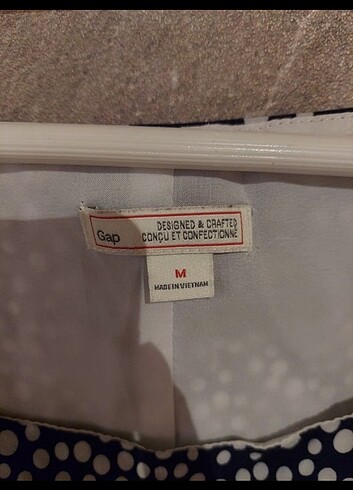 Gap
DESIGNED & CRAFTED
CONÇU ET CONFECTIONNÉ
M
MADE IN VIETNAM